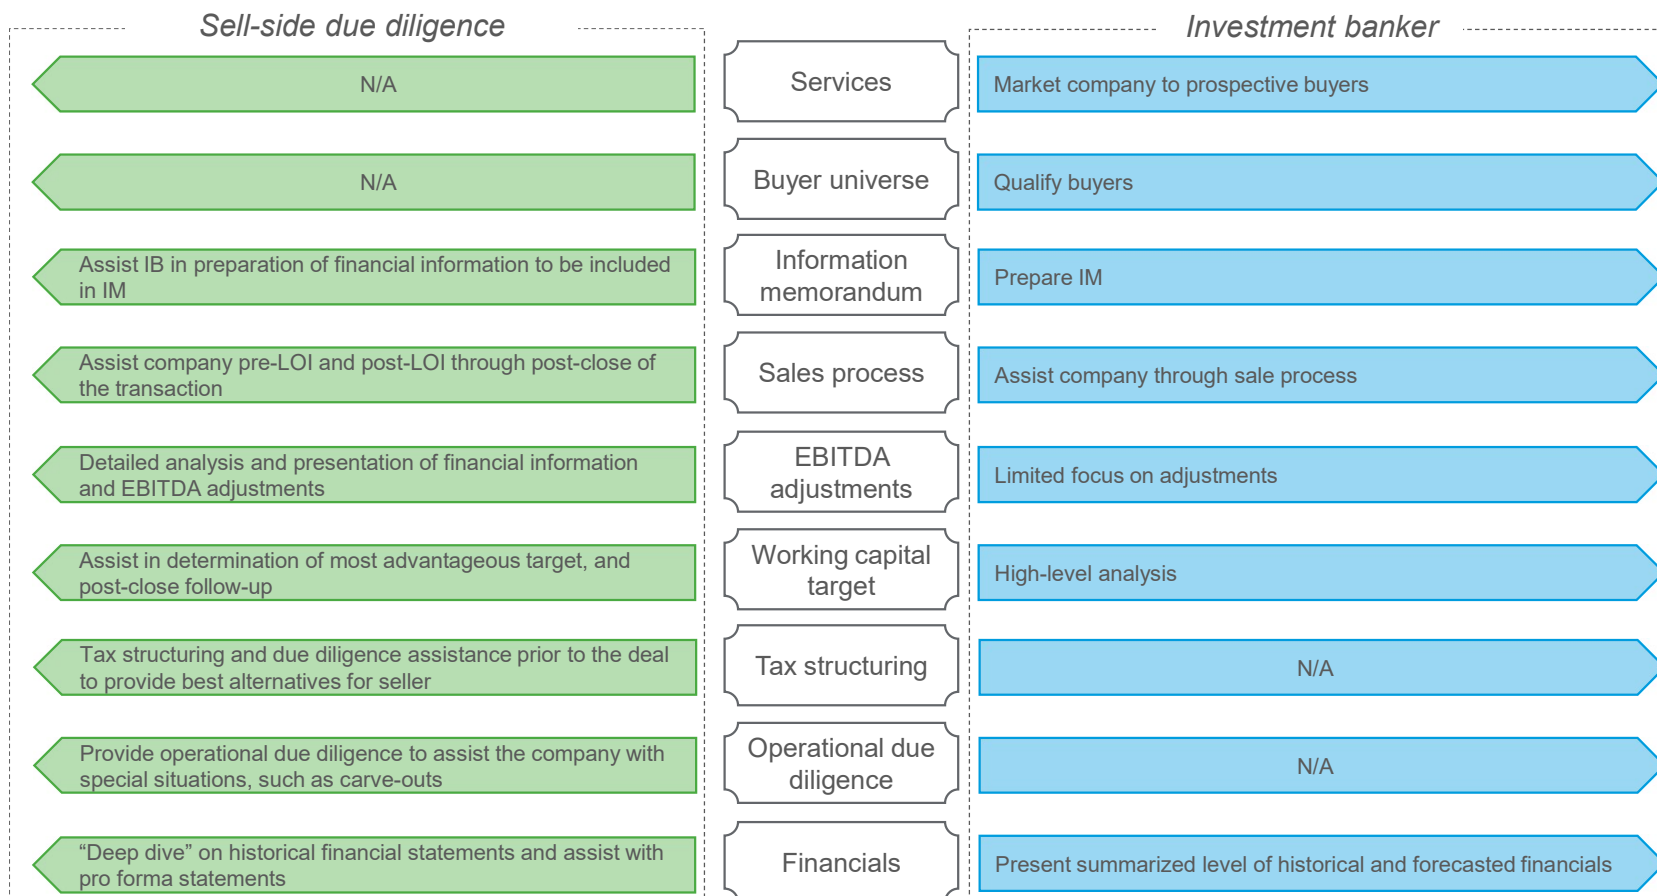 Sell-side due diligence
Investment banker
N/A
Services
Market company to prospective buyers
N/A
Buyer universe
Qualify buyers
Assist IB in preparation of financial information to be included
in IM
Information
memorandum
Prepare IM
Assist company pre-LOI and post-LOI through post-close of
the transaction
Sales process
Assist company through sale process
Detailed analysis and presentation of financial information
and EBITDA adjustments
EBITDA
adjustments
Limited focus on adjustments
Assist in determination of most advantageous target, and
post-close follow-up
Working capital
target
High-level analysis
Tax structuring and due diligence assistance prior to the deal
to provide best alternatives for seller
Tax structuring
N/A
Provide operational due diligence to assist the company with
special situations, such as carve-outs
Operational due
diligence
N/A
“Deep dive” on historical financial statements and assist with
pro forma statements
Financials
Present summarized level of historical and forecasted financials